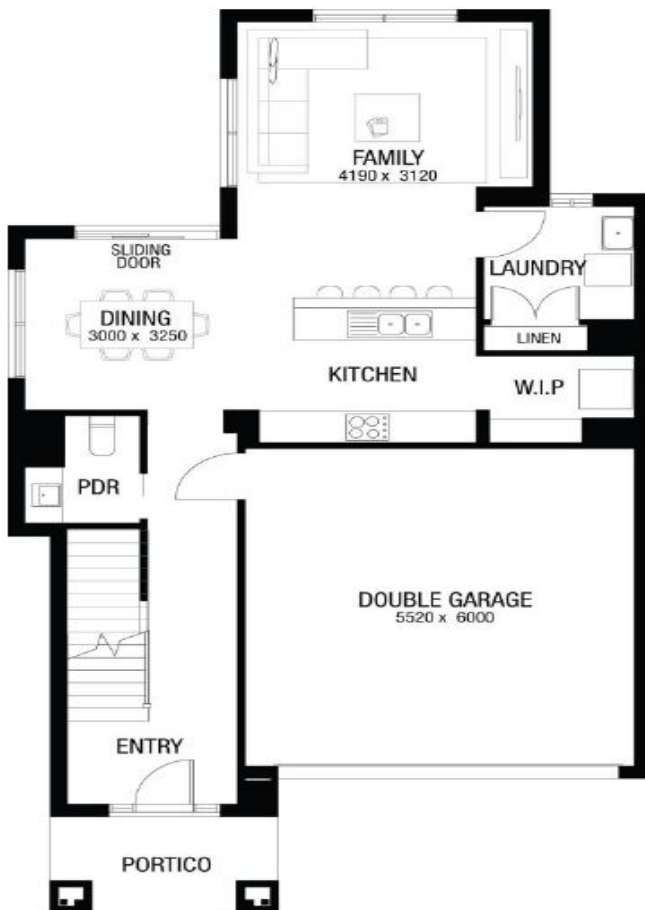 FAMILY
4190 x 3120
SLIDING
DOOR
LAUNDRY
DINING
3000 x 3250
LINEN
KITCHEN
W.I.P
PDR
DOUBLE GARAGE
5520 x 6000
ENTRY
PORTICO